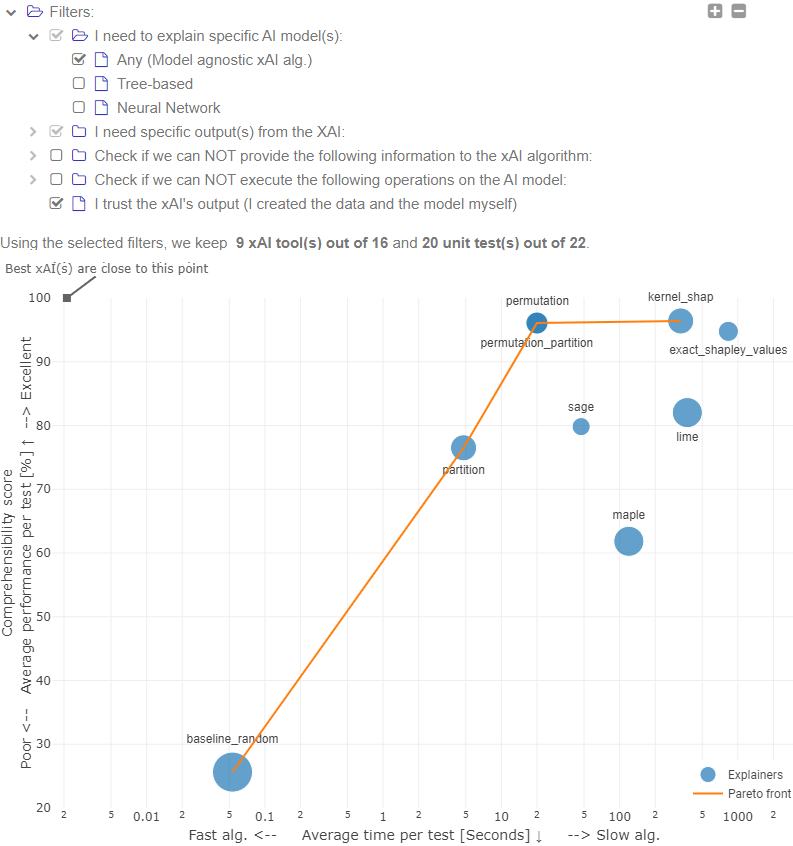 Filters:
I need to explain specific AI model(s):
Any (Model agnostic xAI alg.)
Tree-based
Neural Network
I need specific output(s) from the XAI:
Check if we can NOT provide the following information to the xAI algorithm:
Check if we can NOT execute the following operations on the AI model:
I trust the xAI's output (I created the data and the model myself)
Using the selected filters, we keep 9 xAI tool(s) out of 16 and 20 unit test(s) out of 22.
Best xAI(s) are close to this point
Comprehensibility score
Poor <-- Average performance per test [%] ↑ --> Excellent
100
90
80
70
60
50
40
30
20
permutation
permutation_partition
kernel_shap
exact_shapley_values
sage
lime
partition
maple
baseline_random
Explainers
Pareto front
2 5 0.01 2 5 0.1 2 5 1 2 5 10 2 5 100 2 5 1000 2
Fast alg. <-- Average time per test [Seconds] ↓ --> Slow alg.